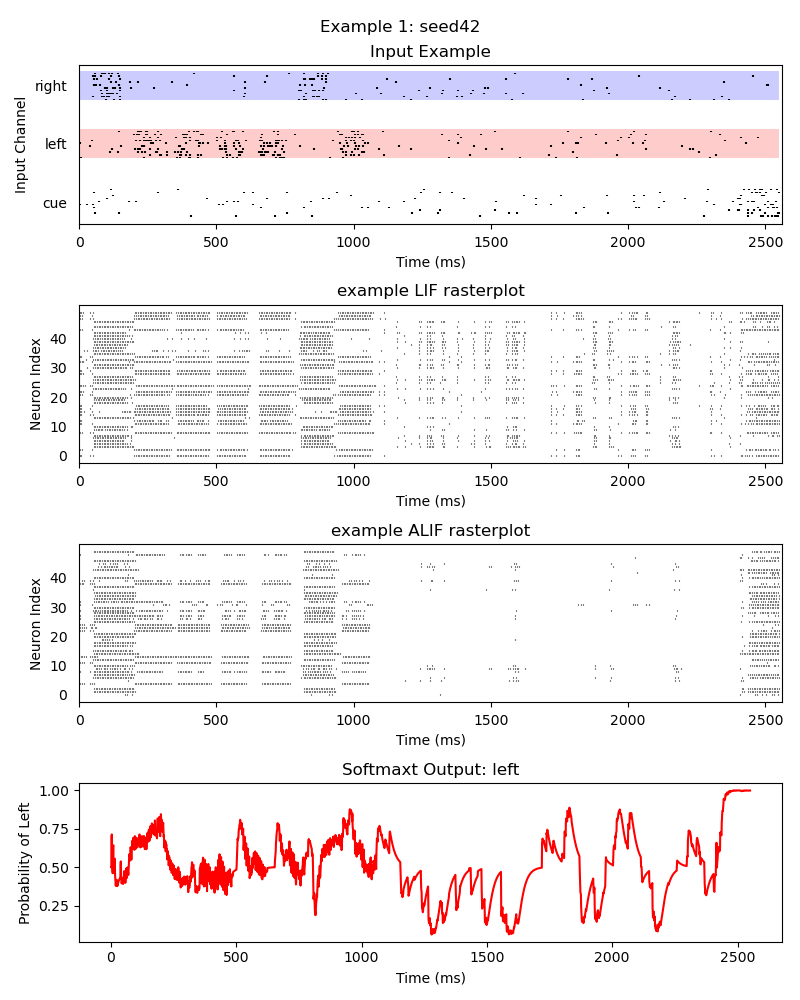 Example 1: seed42
Input Example
Input Channel
right
left
cue
0 500 1000 1500 2000 2500
Time (ms)
example LIF rasterplot
Neuron Index
40
30
20
10
0
0 500 1000 1500 2000 2500
Time (ms)
example ALIF rasterplot
Neuron Index
40
30
20
10
0
0 500 1000 1500 2000 2500
Time (ms)
Softmaxt Output: left
Probability of Left
1.00
0.75
0.50
0.25
0 500 1000 1500 2000 2500
Time (ms)